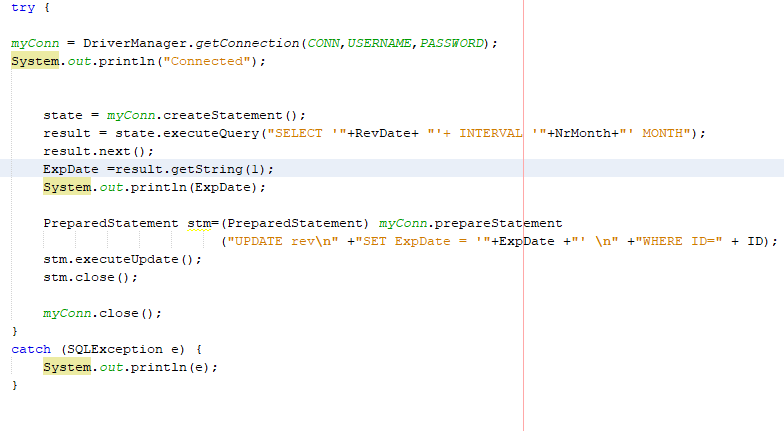 try {
myConn = DriverManager.getConnection(CONN,USERNAME,PASSWORD);
System.out.println("Connected");
state = myConn.createStatement();
result = state.executeQuery("SELECT '"+RevDate+ "'+ INTERVAL '"+NrMonth+"' MONTH");
result.next();
ExpDate =result.getString(1);
System.out.println(ExpDate);
PreparedStatement stm=(PreparedStatement) myConn.prepareStatement
("UPDATE rev\n" +"SET ExpDate = '"+ExpDate +"' \n" +"WHERE ID=" + ID);
stm.executeUpdate();
stm.close();
myConn.close();
}
catch (SQLException e) {
System.out.println(e);
}